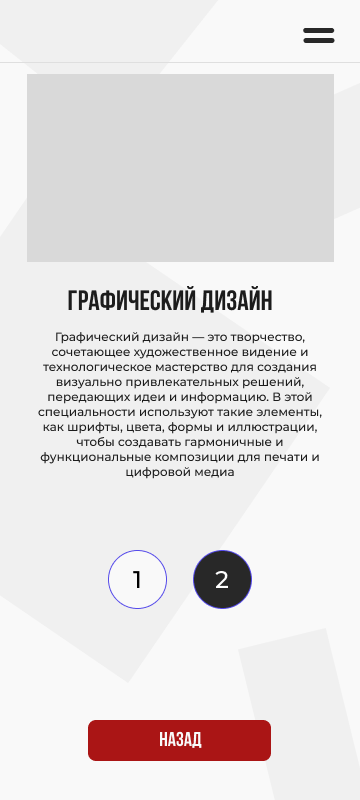 ГРАФИЧЕСКИЙ ДИЗАЙН
Графический дизайн — это творчество,
сочетающее художественное видение и
технологическое мастерство для создания
визуально привлекательных решений,
передающих идеи и информацию. В этой
специальности используют такие элементы,
как шрифты, цвета, формы и иллюстрации,
чтобы создавать гармоничные и
функциональные композиции для печати и
цифровой медиа
1 2
НАЗАД